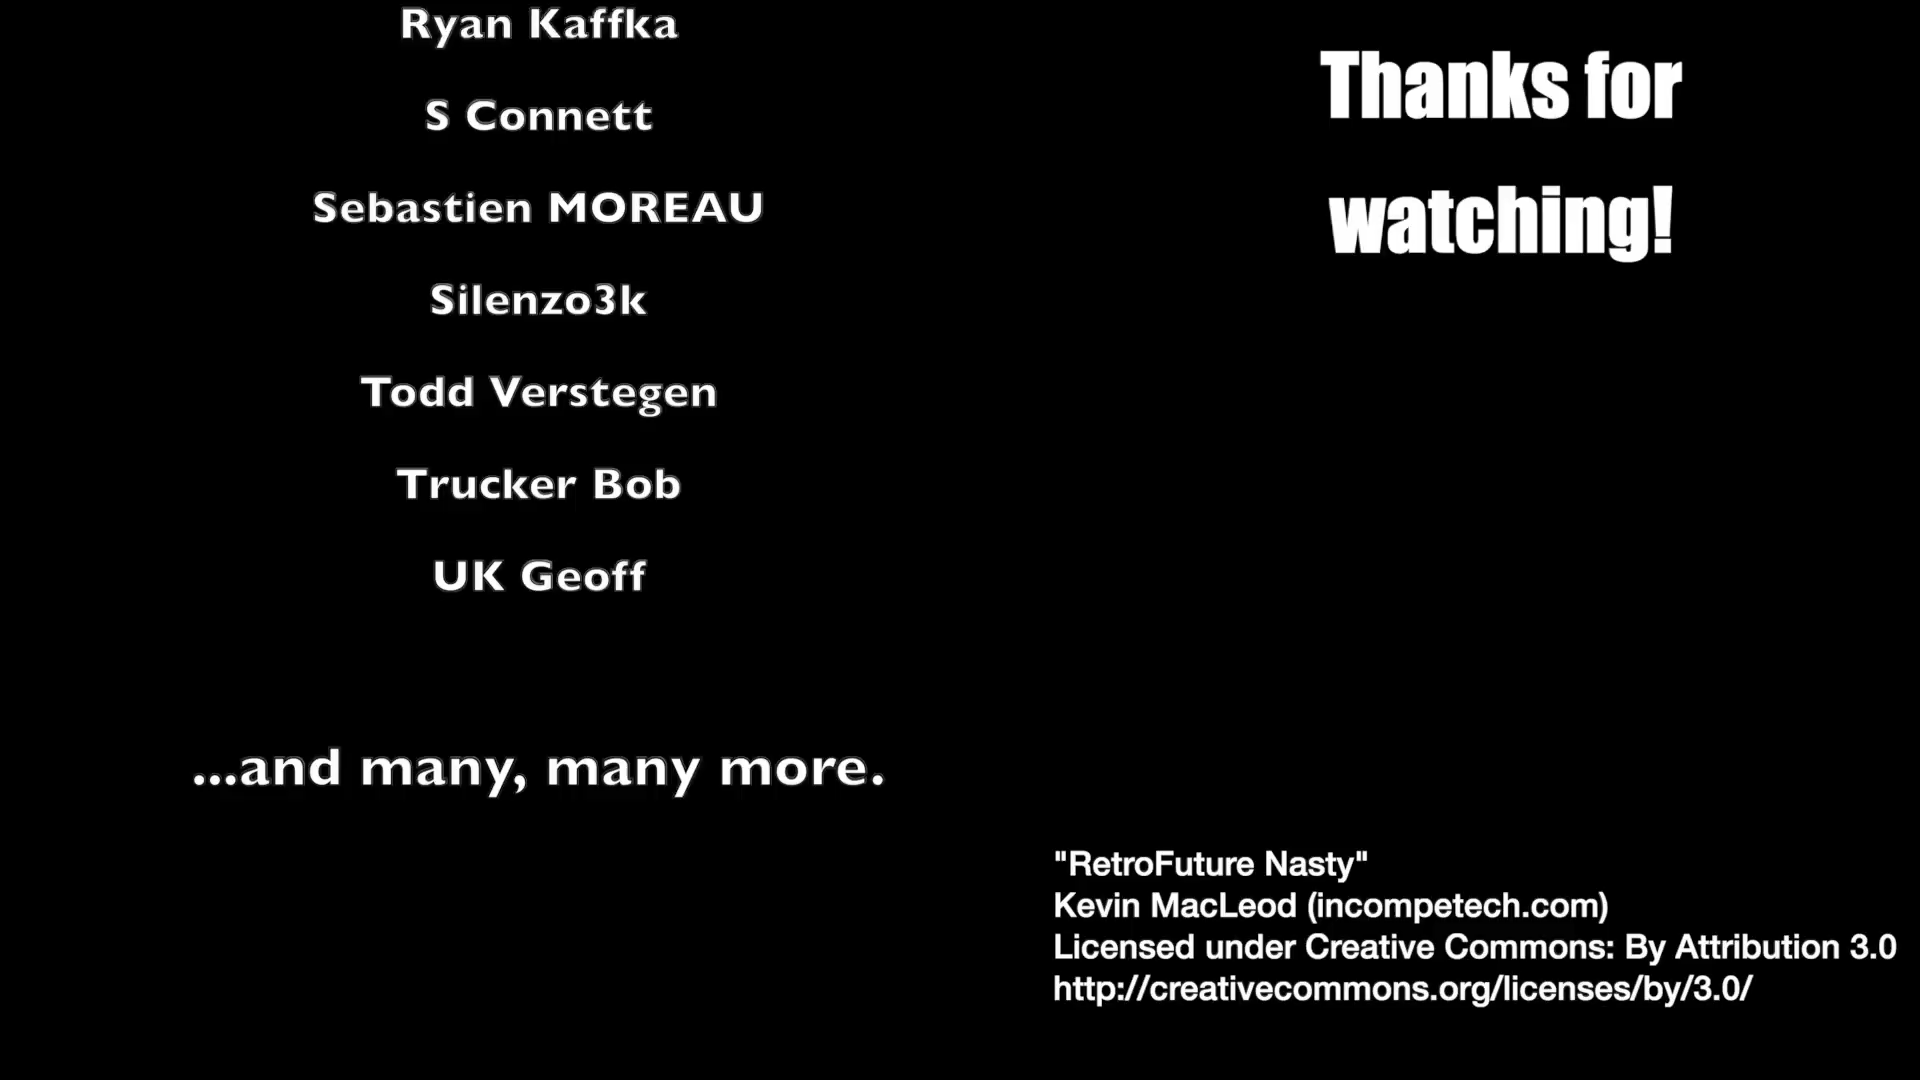 Ryan Kaffka
S Connett
Sebastien MOREAU
Silenzo3k
Todd Verstegen
Trucker Bob
UK Geoff
...and many, many more.
Thanks for
watching!
"RetroFuture Nasty"
Kevin MacLeod (incompetech.com)
Licensed under Creative Commons: By Attribution 3.0
http://creativecommons.org/licenses/by/3.0/